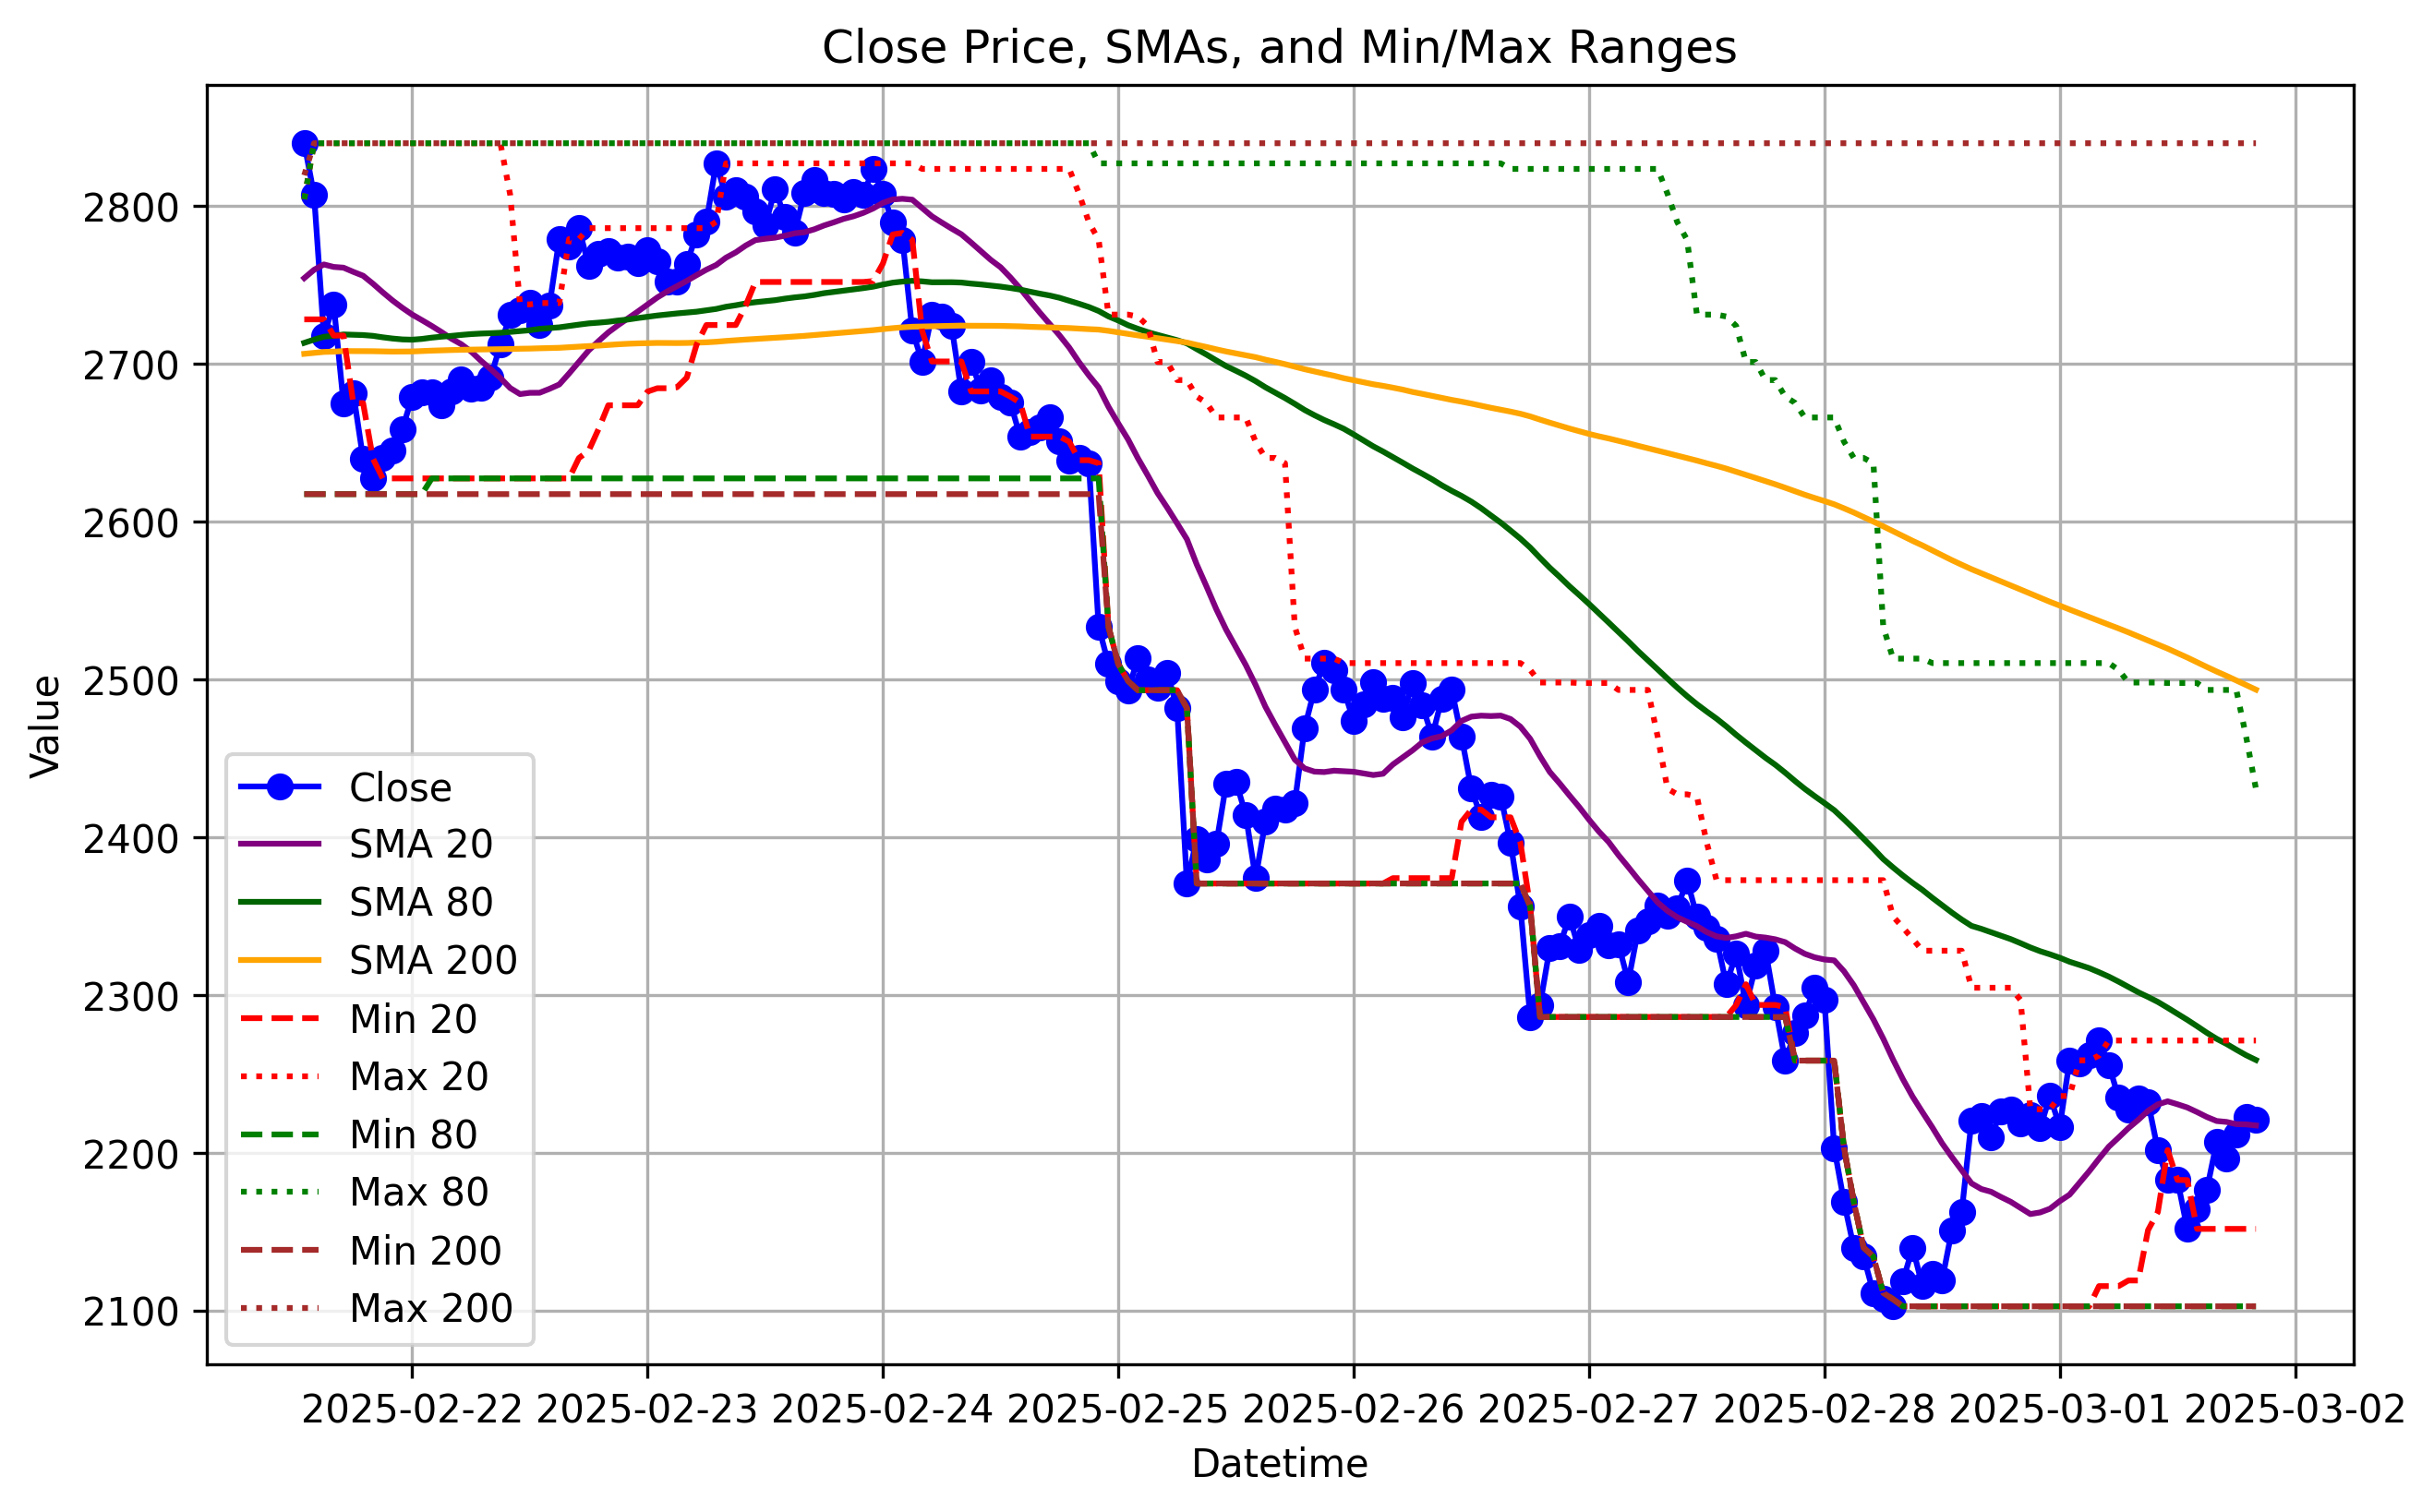 Close Price, SMAs, and Min/Max Ranges
2800
2700
2600
2500
2400
2300
2200
2100
Value
Close
SMA 20
SMA 80
SMA 200
Min 20
Max 20
Min 80
Max 80
Min 200
Max 200
2025-02-22 2025-02-23 2025-02-24 2025-02-25 2025-02-26 2025-02-27 2025-02-28 2025-03-01 2025-03-02
Datetime